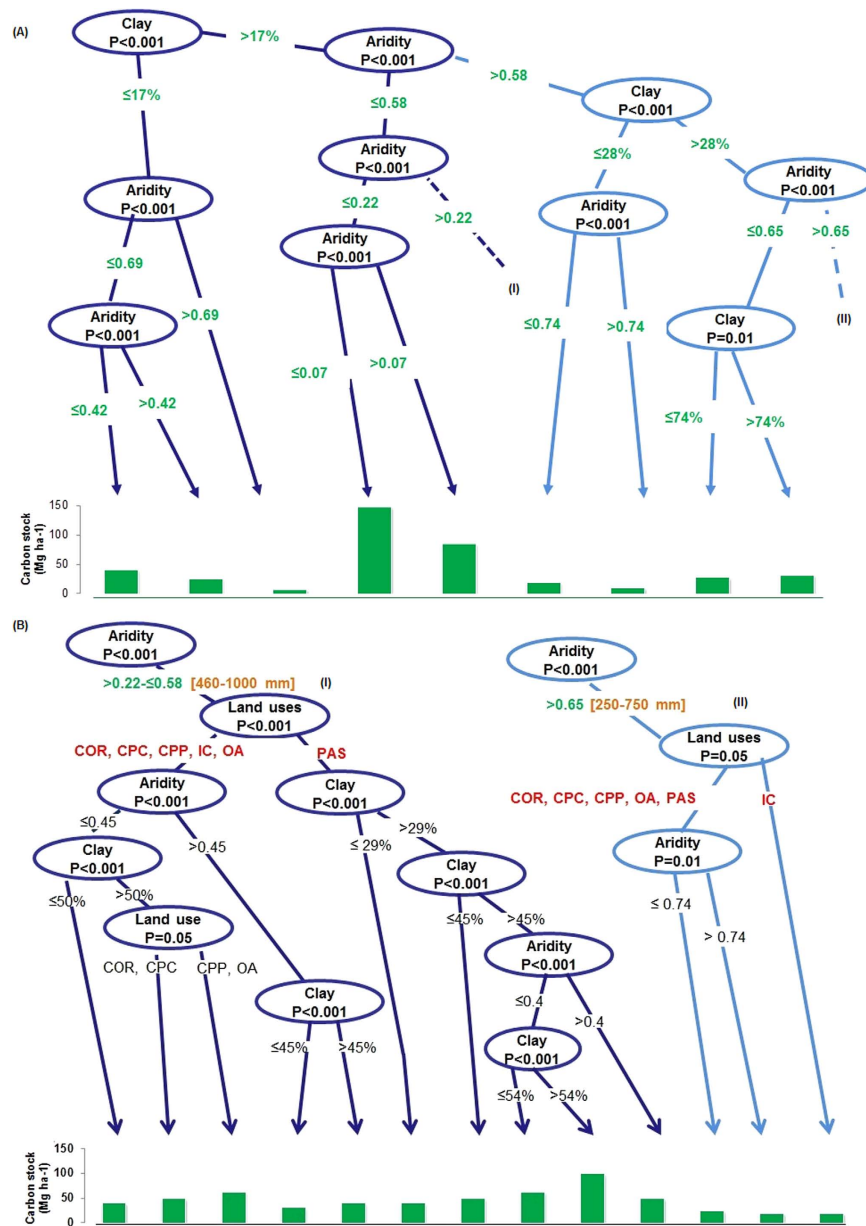 (A)
Clay
P<0.001
>17%
Aridity
P<0.001
>0.58
≤17%
≤0.58
Clay
P<0.001
Aridity
P<0.001
≤28%
>28%
Aridity
P<0.001
≤0.22
>0.22
Aridity
P<0.001
Aridity
P<0.001
≤0.65
>0.65
Aridity
P<0.001
≤0.69
(I)
(II)
Aridity
P<0.001
>0.69
≤0.74
>0.74
Clay
P=0.01
≤0.07
>0.07
≤0.42
>0.42
≤74%
>74%
Carbon stock
(Mg ha-1)
150
100
50
0
(B)
Aridity
P<0.001
>0.22-≤0.58 [460-1000 mm]
(I)
Land uses
P<0.001
COR, CPC, CPP, IC, OA
PAS
Aridity
P<0.001
Clay
P<0.001
≤0.45
>0.45
≤ 29%
>29%
Clay
P<0.001
Clay
P<0.001
≤50%
>50%
Land use
P=0.05
COR, CPC
CPP, OA
≤45%
>45%
Aridity
P<0.001
Clay
P<0.001
≤45%
>45%
≤0.4
>0.4
Clay
P<0.001
≤54%
>54%
Aridity
P<0.001
>0.65 [250-750 mm]
(II)
Land uses
P=0.05
COR, CPC, CPP, OA, PAS
IC
Aridity
P=0.01
≤ 0.74
> 0.74
Carbon stock
(Mg ha-1)
150
100
50
0